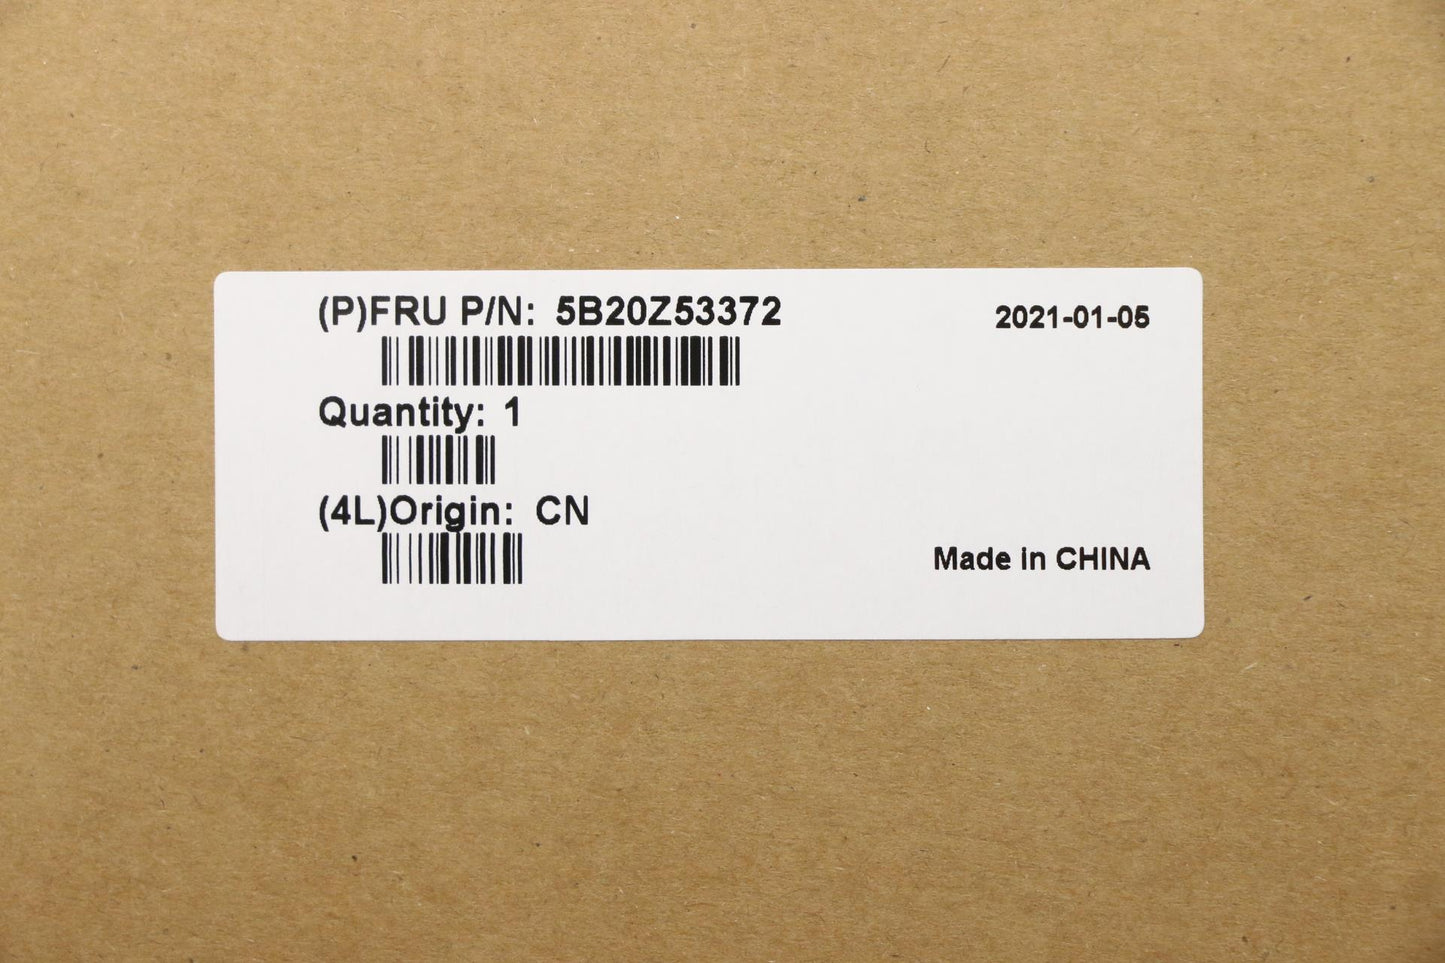 (P)FRU P/N: 5B20Z53372
2021-01-05
Quantity: 1
(4L)Origin: CN
Made in CHINA